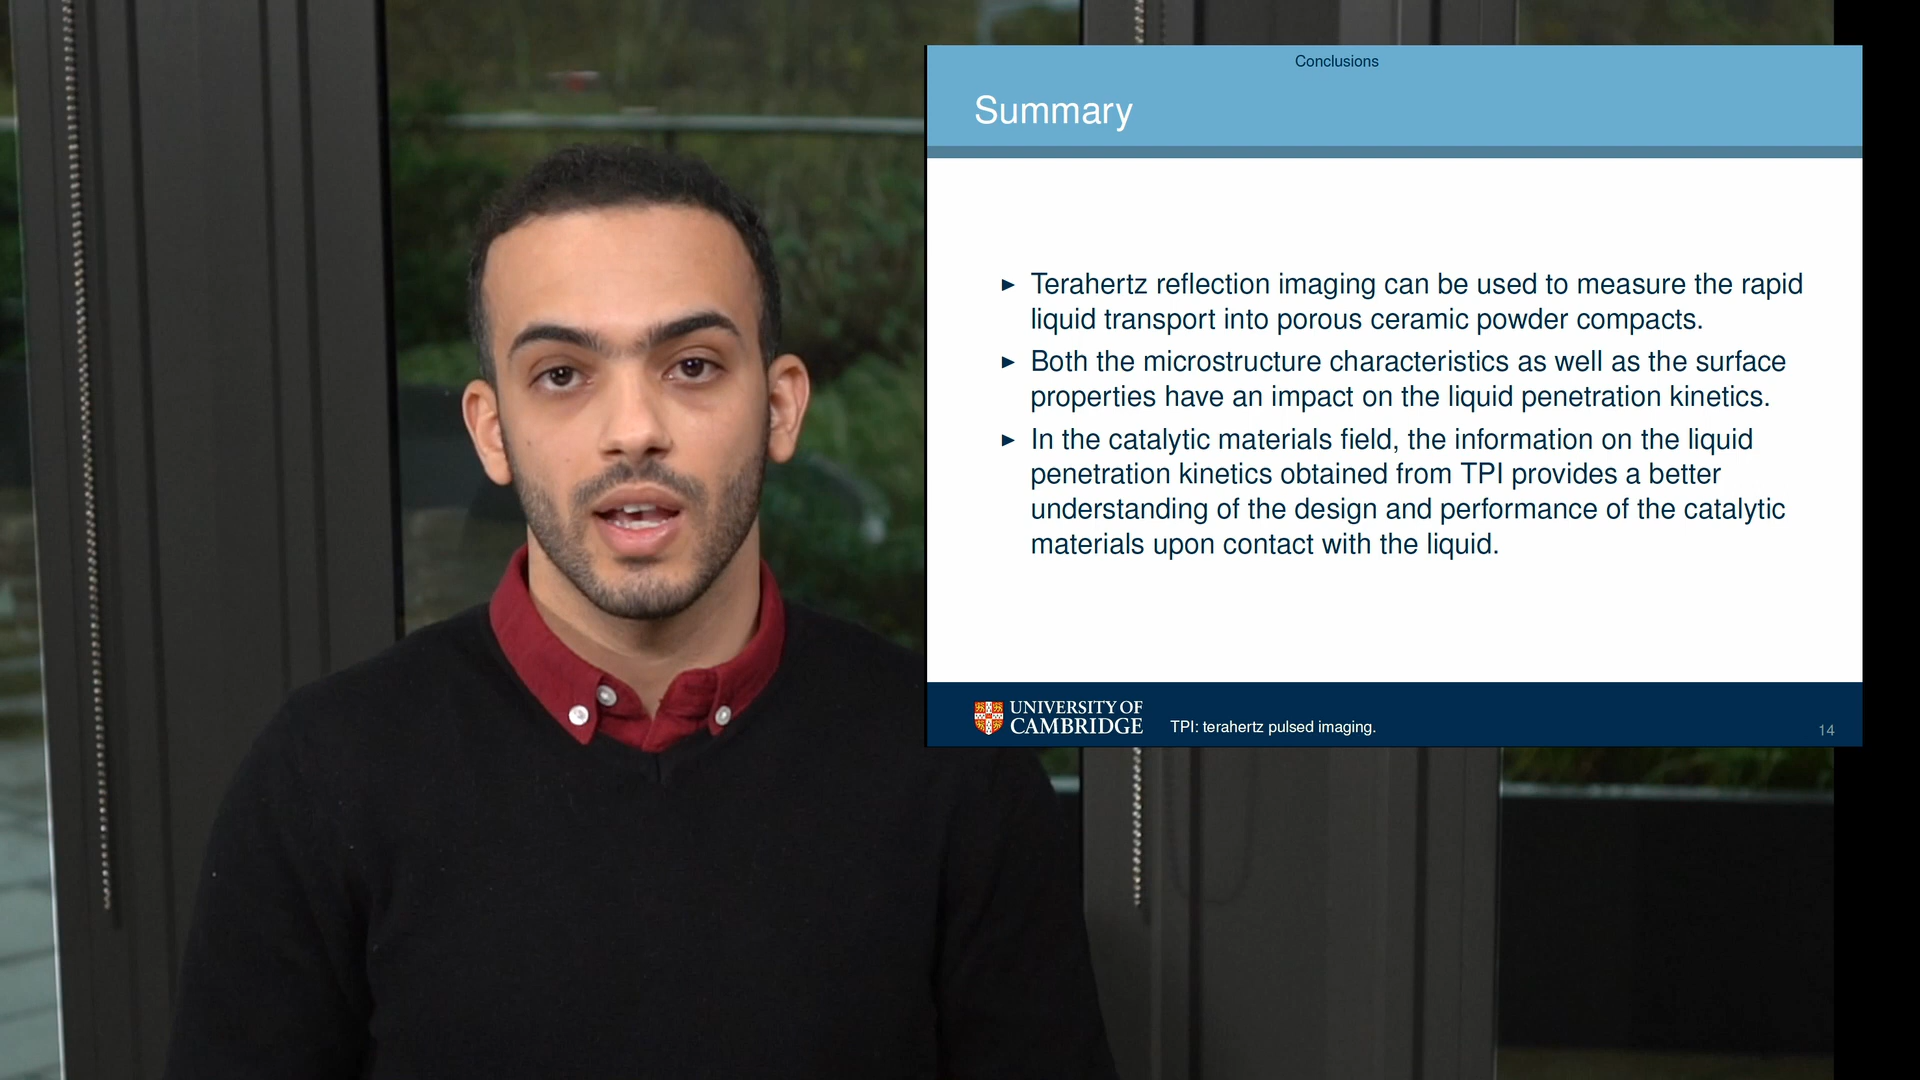 Conclusions
Summary
► Terahertz reflection imaging can be used to measure the rapid
liquid transport into porous ceramic powder compacts.
► Both the microstructure characteristics as well as the surface
properties have an impact on the liquid penetration kinetics.
► In the catalytic materials field, the information on the liquid
penetration kinetics obtained from TPI provides a better
understanding of the design and performance of the catalytic
materials upon contact with the liquid.
UNIVERSITY OF
CAMBRIDGE
TPI: terahertz pulsed imaging.
14